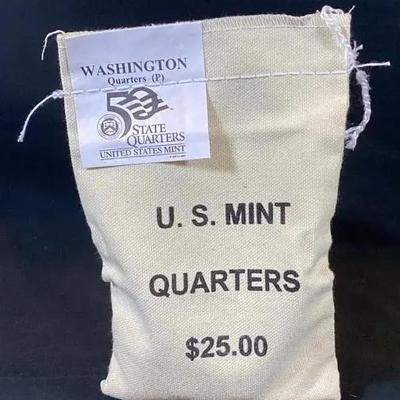 WASHINGTON
Quarters (P)
50
STATE
QUARTERS
UNITED STATES MINT
U. S. MINT
QUARTERS
$25.00